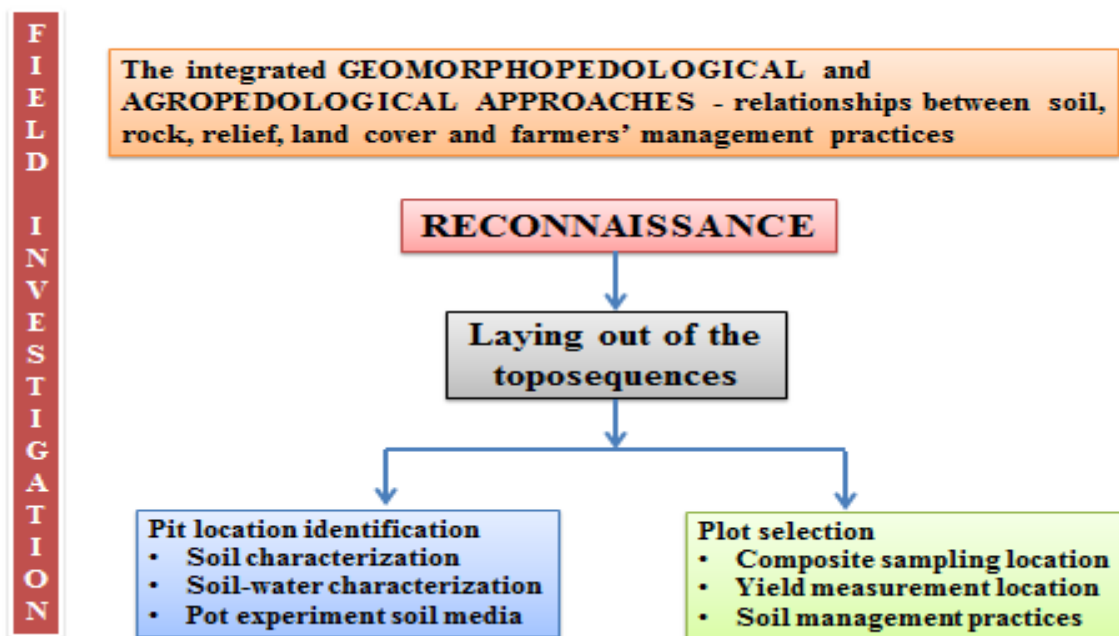 FIELD INVESTIGATION
The integrated GEOMORPHOPEDOLOGICAL and
AGROPEDOLOGICAL APPROACHES - relationships between soil,
rock, relief, land cover and farmers’ management practices
RECONNAISSANCE
Laying out of the
toposequences
Pit location identification
• Soil characterization
• Soil-water characterization
• Pot experiment soil media
Plot selection
• Composite sampling location
• Yield measurement location
• Soil management practices